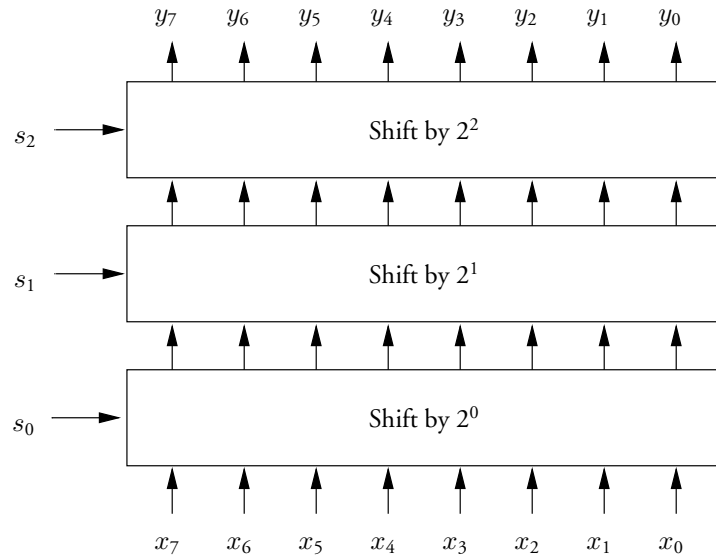 y₇ y₆ y₅ y₄ y₃ y₂ y₁ y₀
s₂ Shift by 2²
s₁ Shift by 2¹
s₀ Shift by 2⁰
x₇ x₆ x₅ x₄ x₃ x₂ x₁ x₀